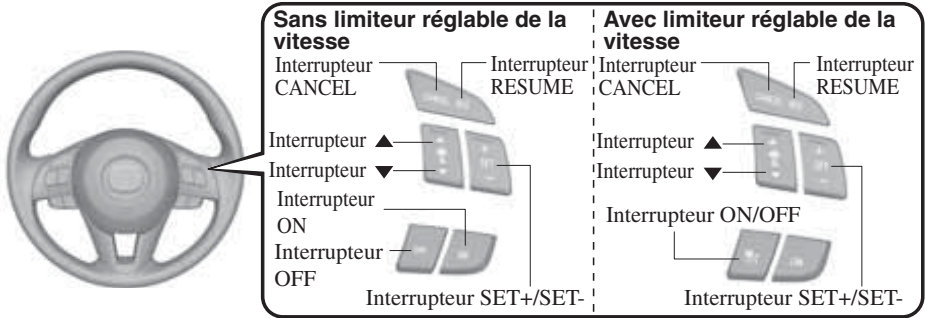 Sans limiteur réglable de la
vitesse
Interrupteur
CANCEL
Interrupteur
RESUME
Interrupteur ▲
Interrupteur ▼
Interrupteur
ON
Interrupteur
OFF
Interrupteur SET+/SET-
Avec limiteur réglable de la
vitesse
Interrupteur
CANCEL
Interrupteur
RESUME
Interrupteur ▲
Interrupteur ▼
Interrupteur ON/OFF
Interrupteur SET+/SET-